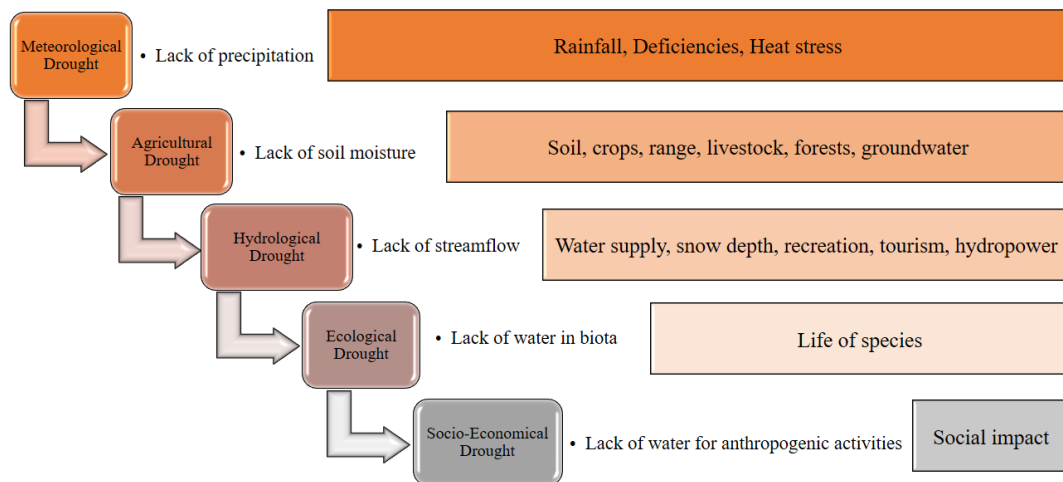 Meteorological
Drought
• Lack of precipitation
Rainfall, Deficiencies, Heat stress
Agricultural
Drought
• Lack of soil moisture
Soil, crops, range, livestock, forests, groundwater
Hydrological
Drought
• Lack of streamflow
Water supply, snow depth, recreation, tourism, hydropower
Ecological
Drought
• Lack of water in biota
Life of species
Socio-Economical
Drought
• Lack of water for anthropogenic activities
Social impact